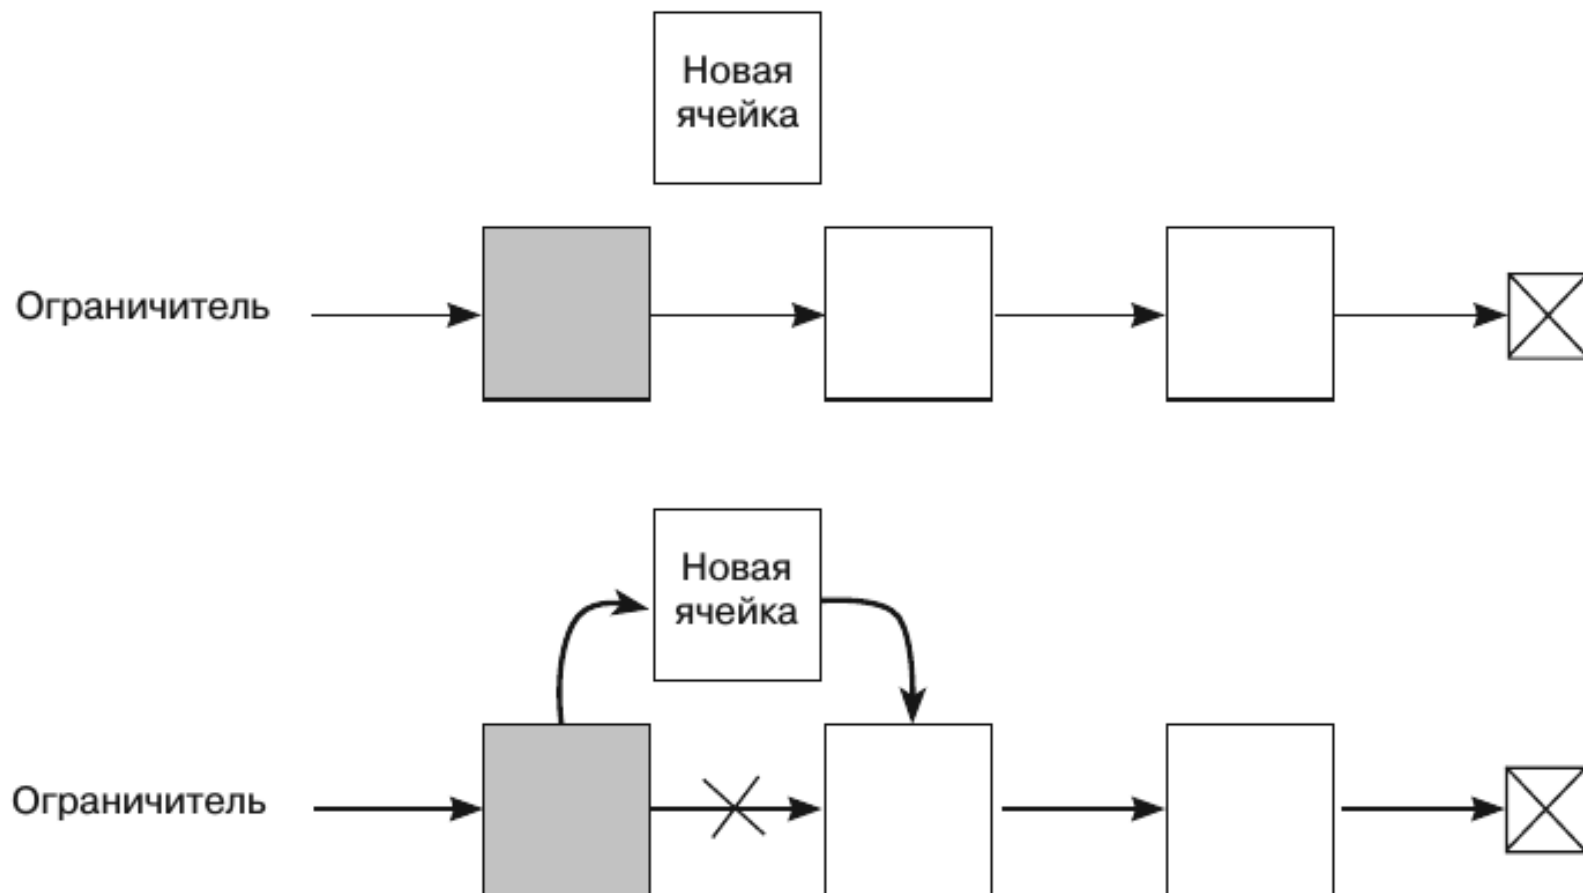 Новая
ячейка
Ограничитель
Новая
ячейка
Ограничитель